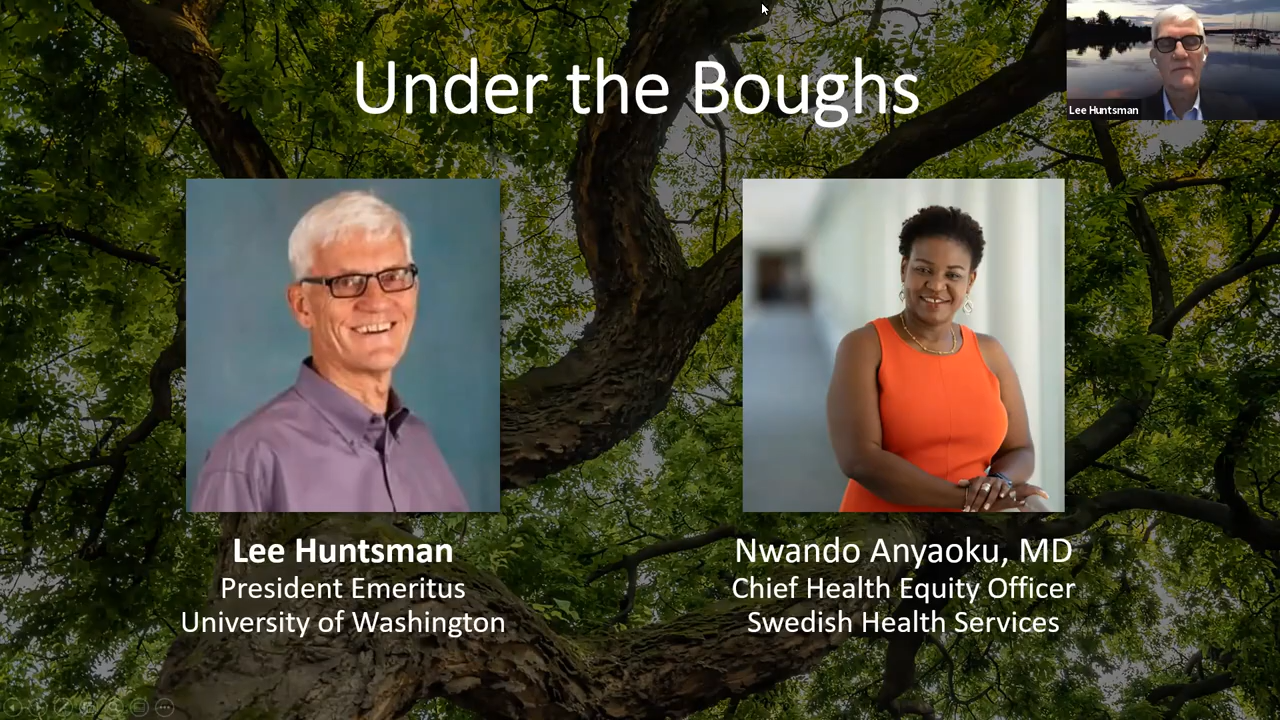 Under the Boughs
Lee Huntsman
Lee Huntsman
President Emeritus
University of Washington
Nwando Anyaoku, MD
Chief Health Equity Officer
Swedish Health Services